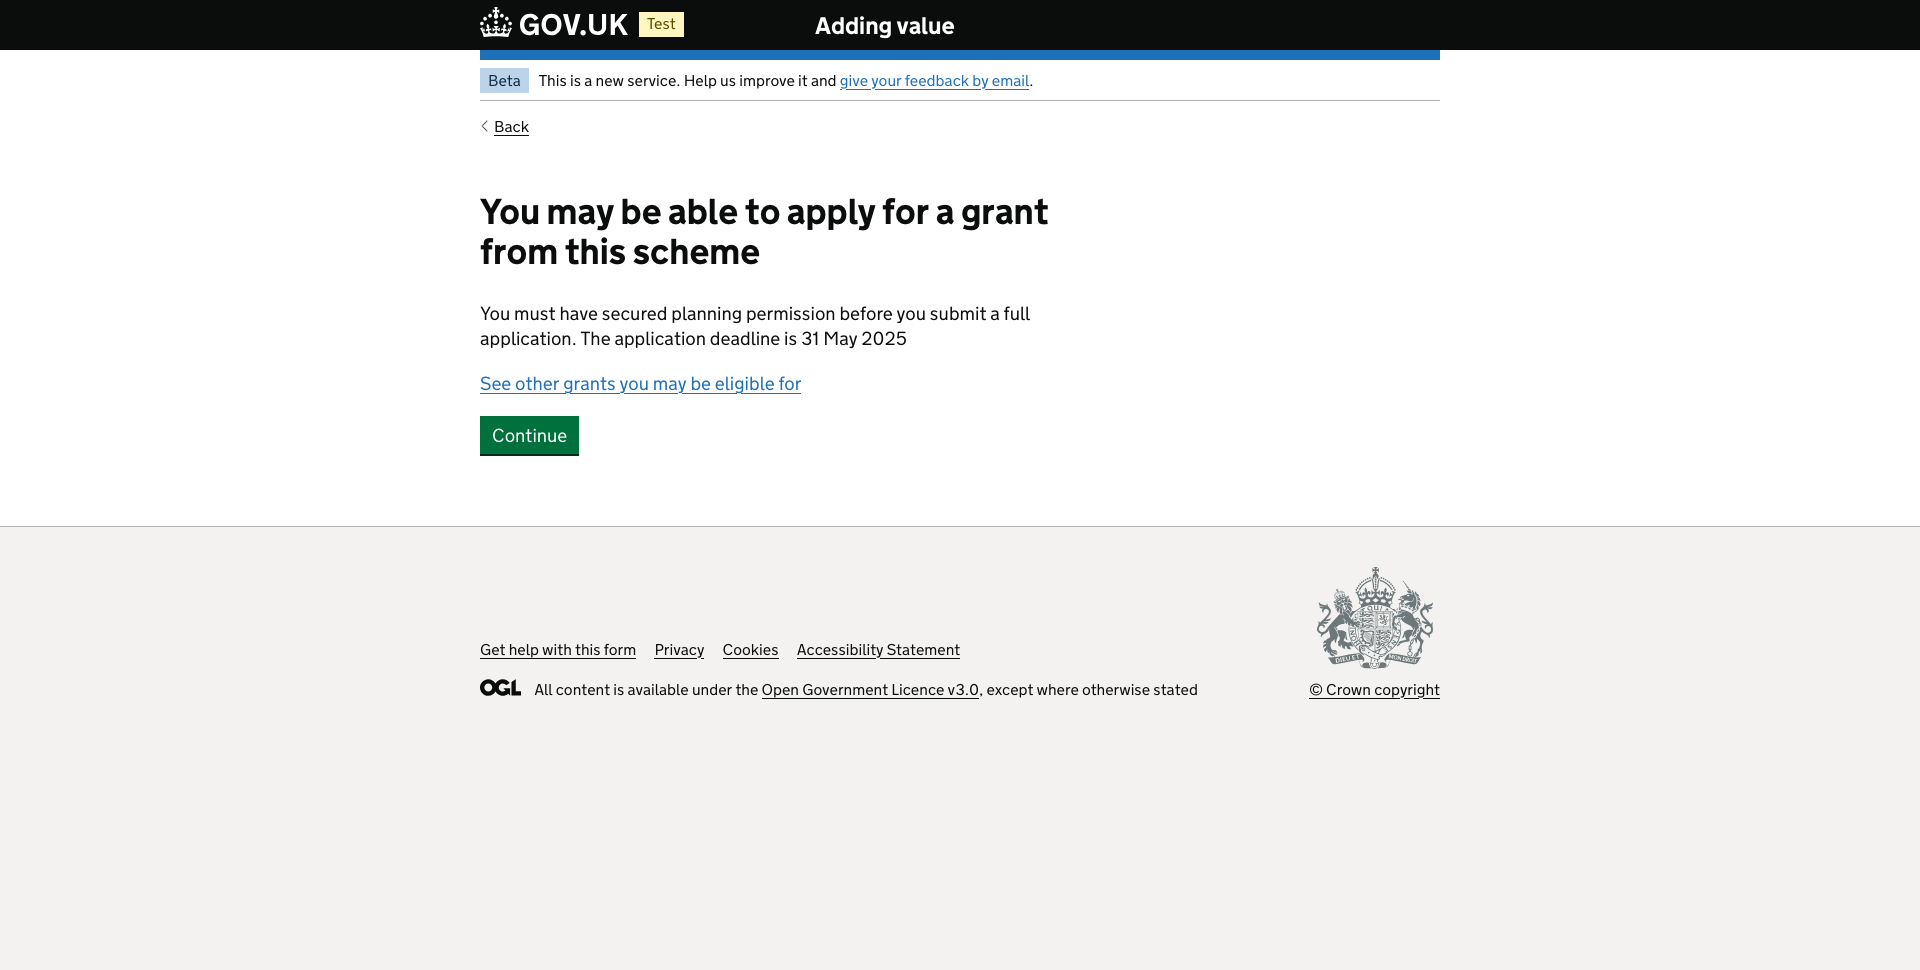 GOV.UK Test Adding value
Beta This is a new service. Help us improve it and give your feedback by email.
Back
You may be able to apply for a grant
from this scheme
You must have secured planning permission before you submit a full
application. The application deadline is 31 May 2025
See other grants you may be eligible for
Continue
Get help with this form Privacy Cookies Accessibility Statement
OGL All content is available under the Open Government Licence v3.0, except where otherwise stated
© Crown copyright